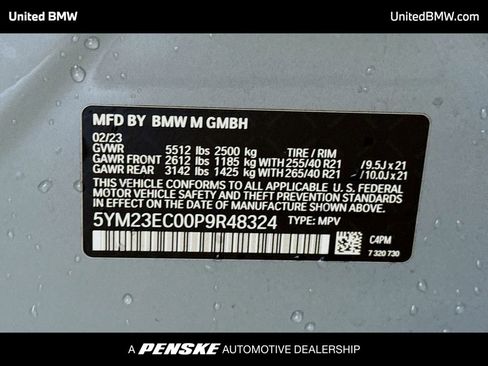 United BMW
UnitedBMW.com
MFD BY BMW M GMBH
02/23
GVWR 5512 lbs 2500 kg TIRE / RIM
GAWR FRONT 2612 lbs 1185 kg WITH 255/40 R21 / 9.5J x 21
GAWR REAR 3142 lbs 1425 kg WITH 265/40 R21 / 10.0J x 21
THIS VEHICLE CONFORMS TO ALL APPLICABLE U. S. FEDERAL
MOTOR VEHICLE SAFETY AND THEFT PREVENTION
STANDARDS IN EFFECT ON THE DATE OF MANUFACTURE
SHOWN ABOVE.
5YM23EC00P9R48324 TYPE: MPV
C4PM
7 320 730
A PENSKE AUTOMOTIVE DEALERSHIP